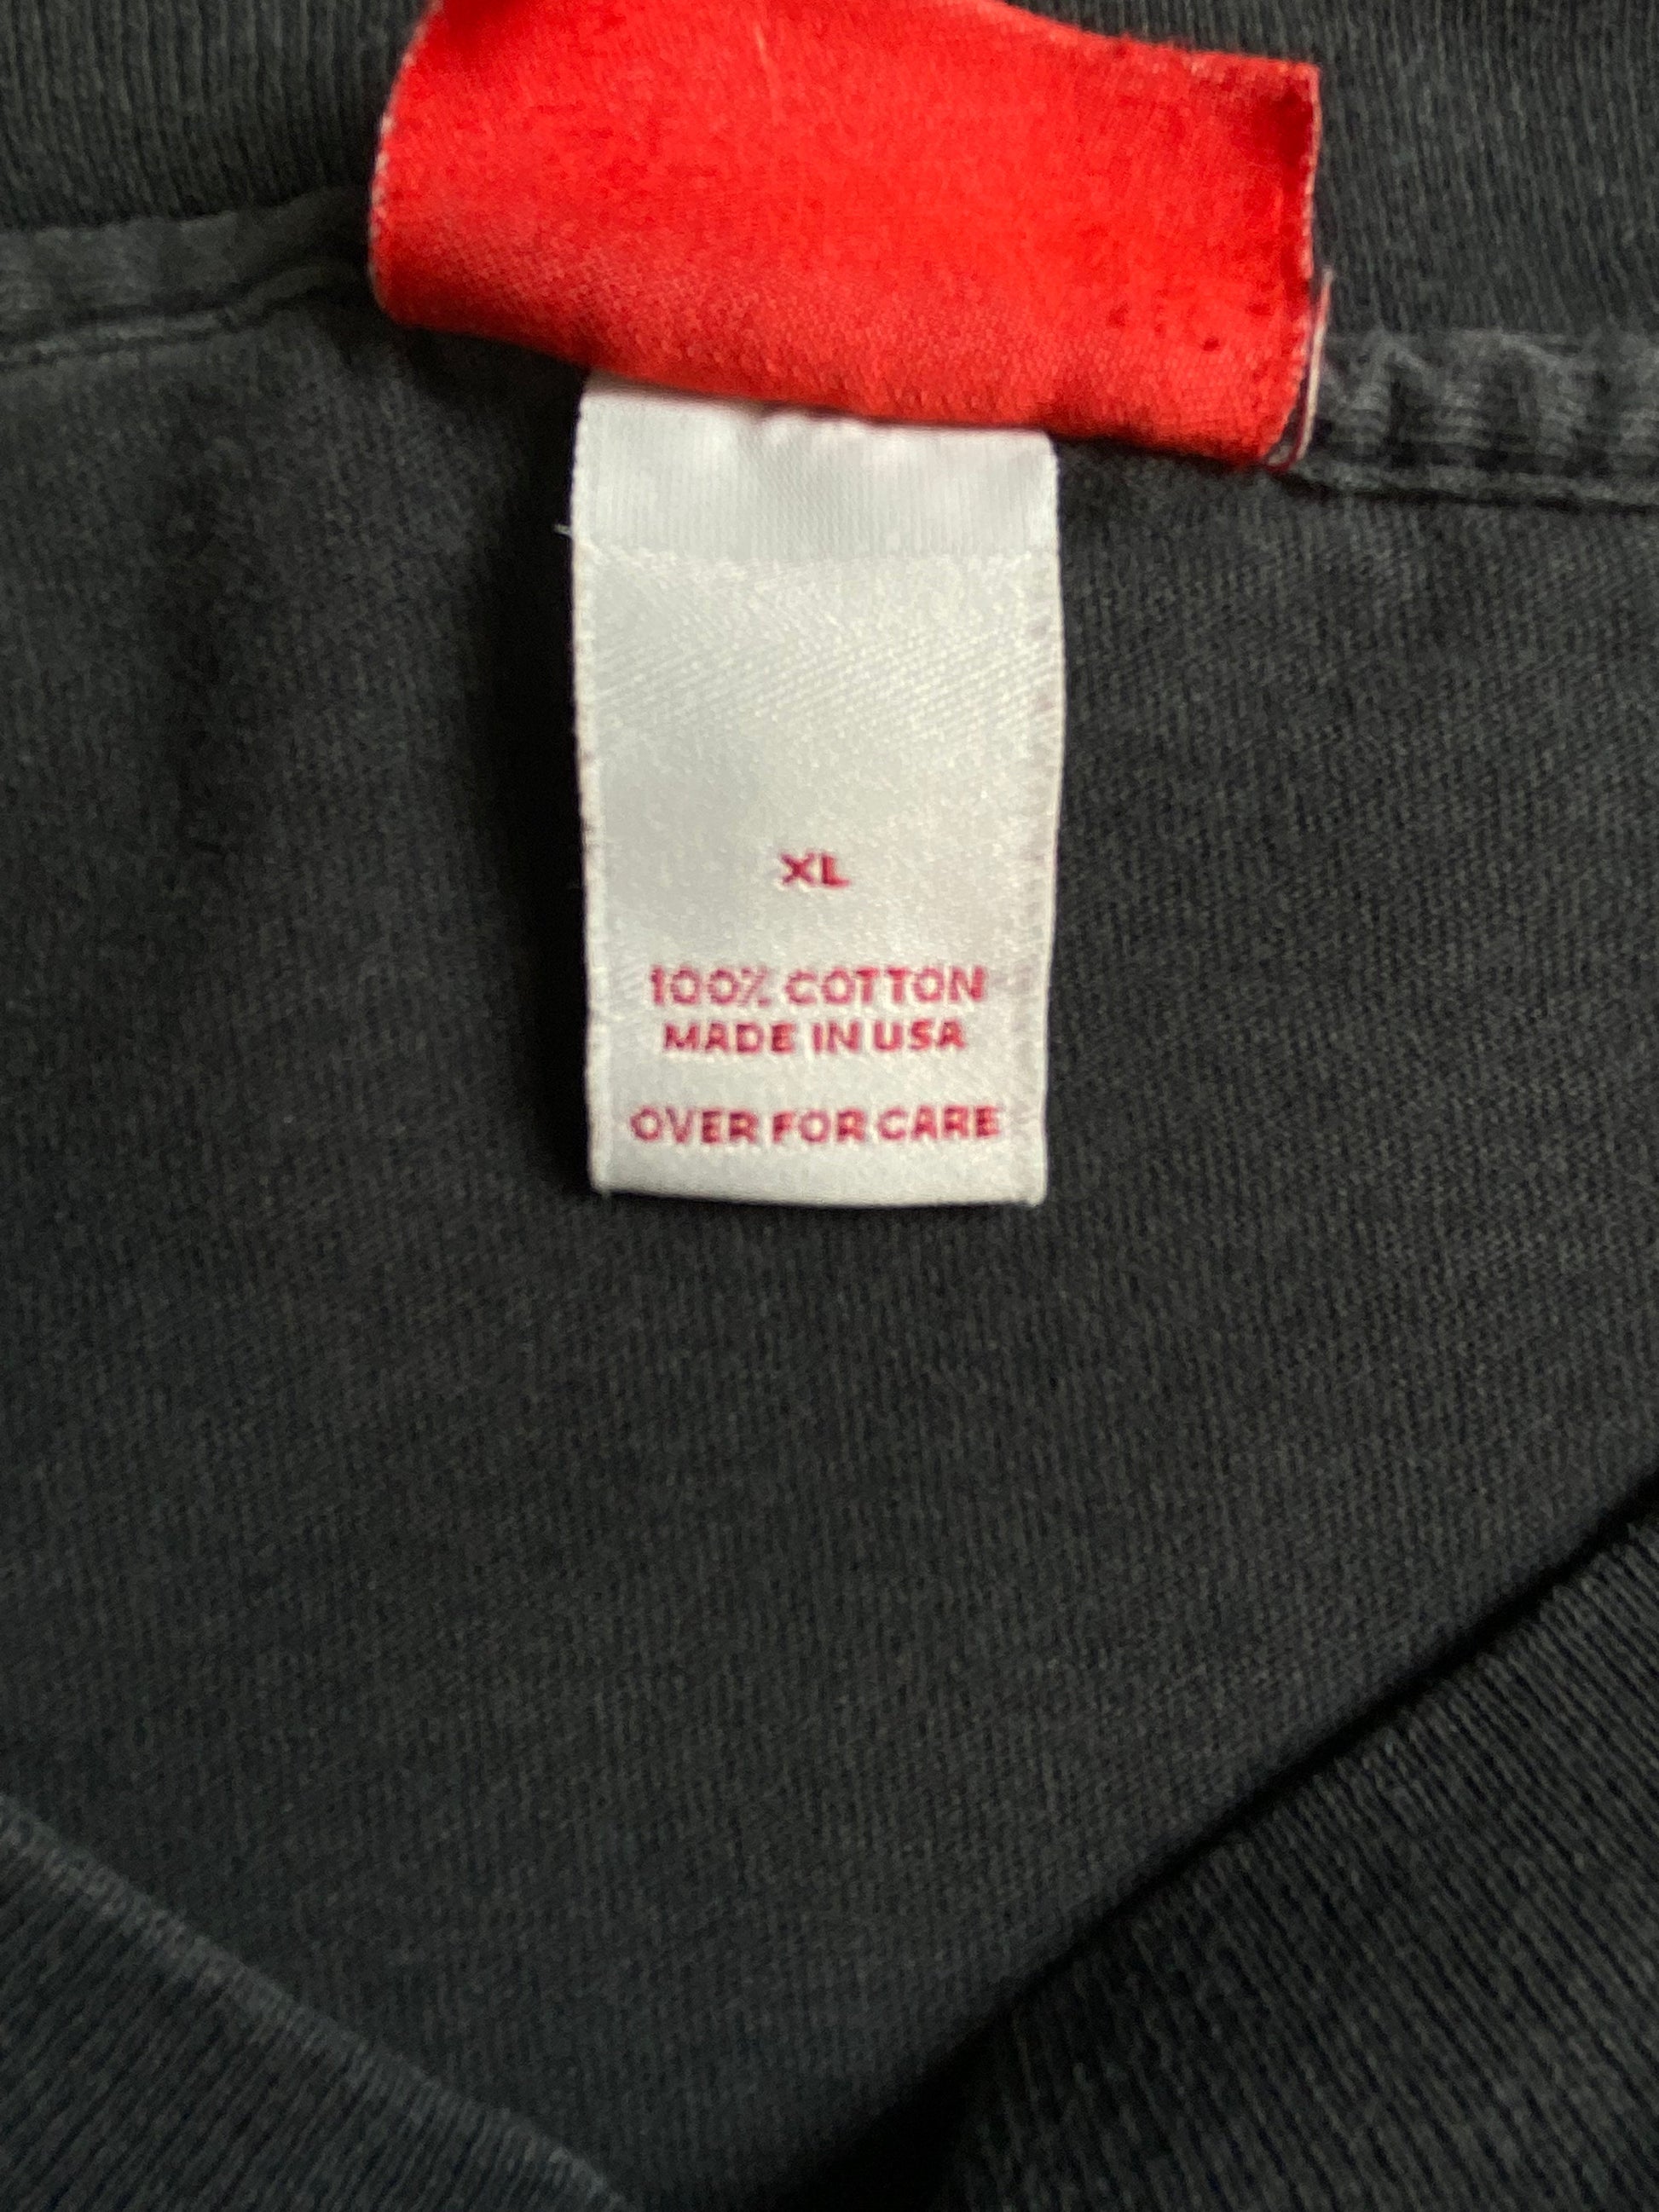 XL
100% COTTON
MADE IN USA
OVER FOR CARE